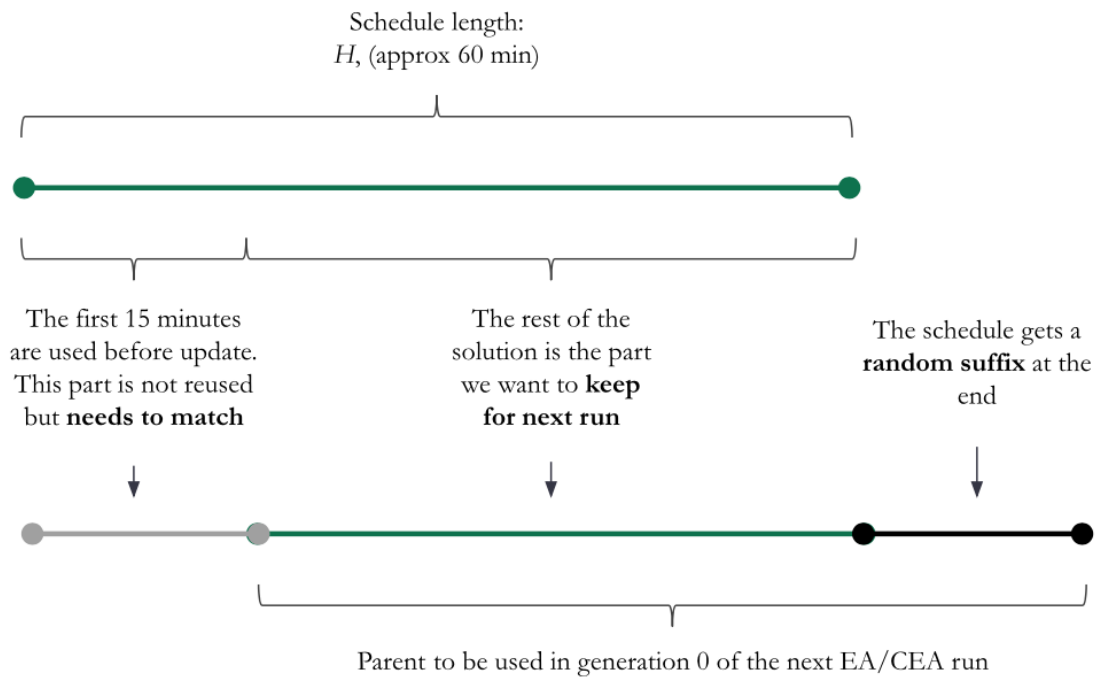 Schedule length:
H, (approx 60 min)
The first 15 minutes
are used before update.
This part is not reused
but needs to match
The rest of the
solution is the part
we want to keep
for next run
The schedule gets a
random suffix at the
end
Parent to be used in generation 0 of the next EA/CEA run